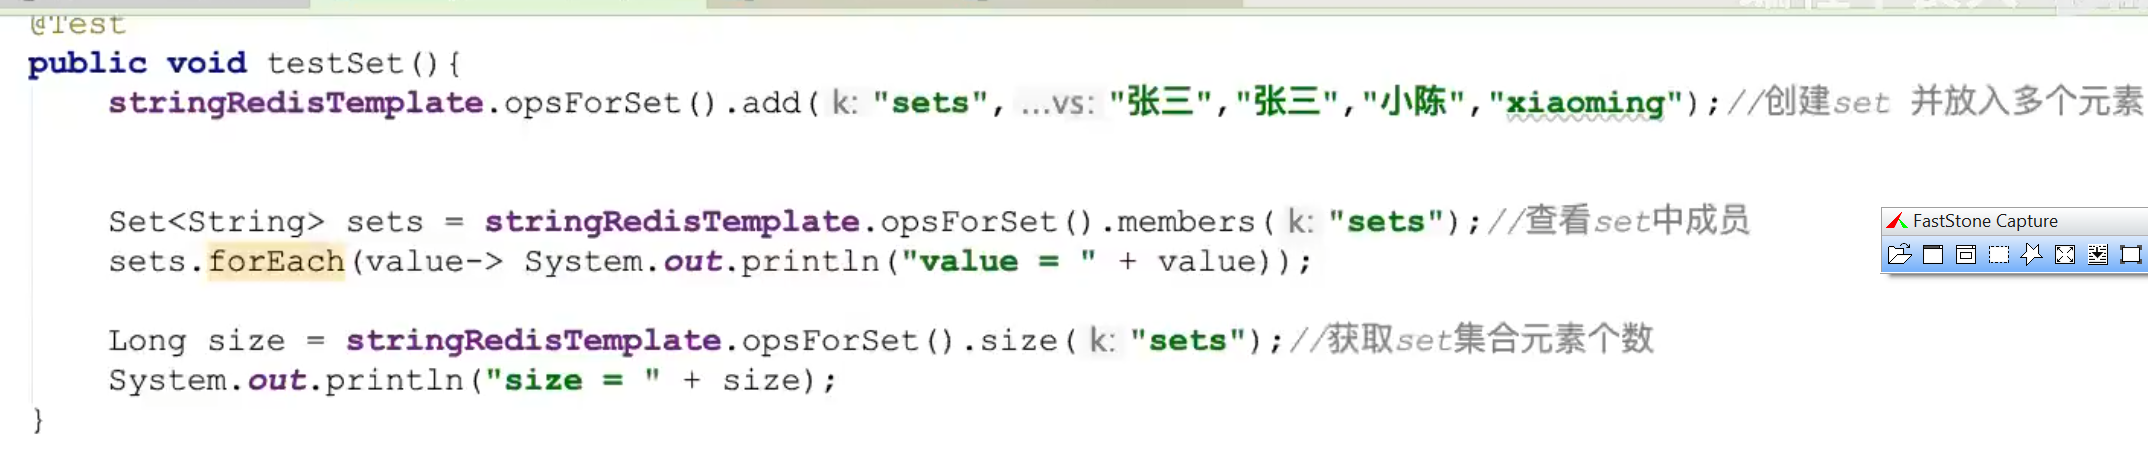 @Test
public void testSet(){
stringRedisTemplate.opsForSet().add( k: "sets", ...vs: "张三","张三","小陈","xiaoming");//创建set 并放入多个元素
Set<String> sets = stringRedisTemplate.opsForSet().members( k: "sets");//查看set中成员
FastStone Capture
sets.forEach(value-> System.out.println("value = " + value));
Long size = stringRedisTemplate.opsForSet().size( k: "sets");//获取set集合元素个数
System.out.println("size = " + size);
}